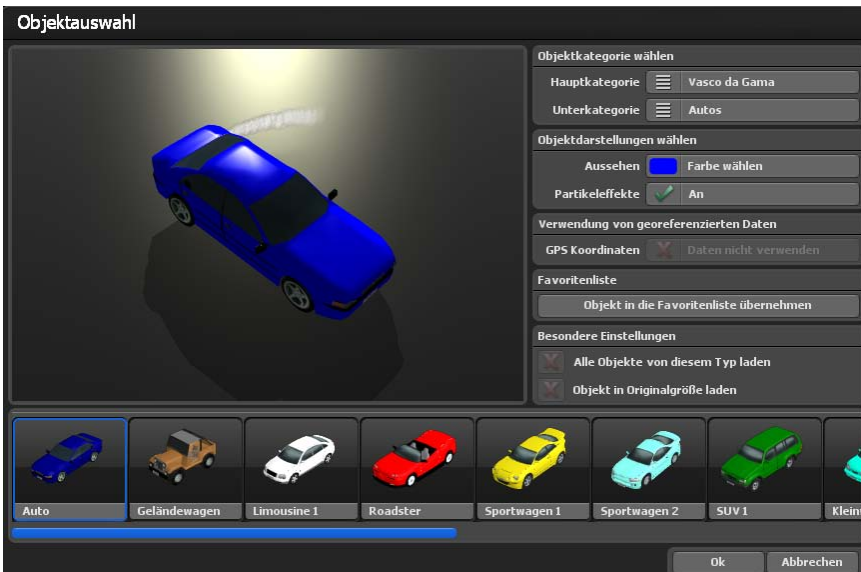 Objektauswahl
Objektkategorie wählen
Hauptkategorie Vasco da Gama
Unterkategorie Autos
Objektdarstellungen wählen
Aussehen Farbe wählen
Partikeleffekte An
Verwendung von georeferenzierten Daten
GPS Koordinaten Daten nicht verwenden
Favoritenliste
Objekt in die Favoritenliste übernehmen
Besondere Einstellungen
Alle Objekte von diesem Typ laden
Objekt in Originalgröße laden
Auto Geländewagen Limousine 1 Roadster Sportwagen 1 Sportwagen 2 SUV 1
Ok Abbrechen